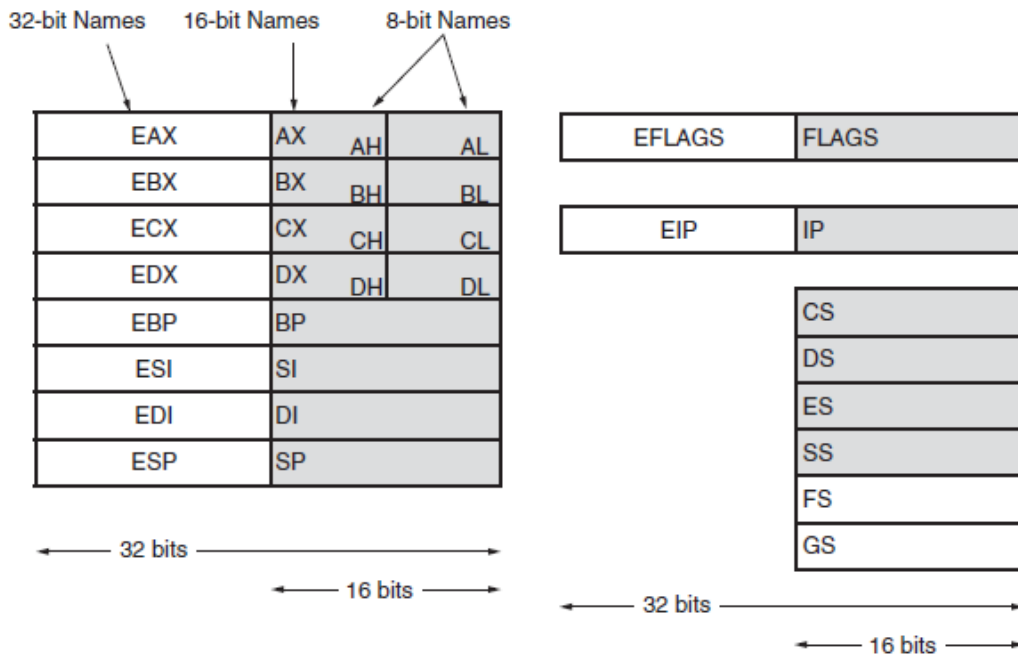 32-bit Names 16-bit Names 8-bit Names
EAX AX AH AL
EBX BX BH BL
ECX CX CH CL
EDX DX DH DL
EBP BP
ESI SI
EDI DI
ESP SP
32 bits
16 bits
EFLAGS FLAGS
EIP IP
CS
DS
ES
SS
FS
GS
32 bits
16 bits